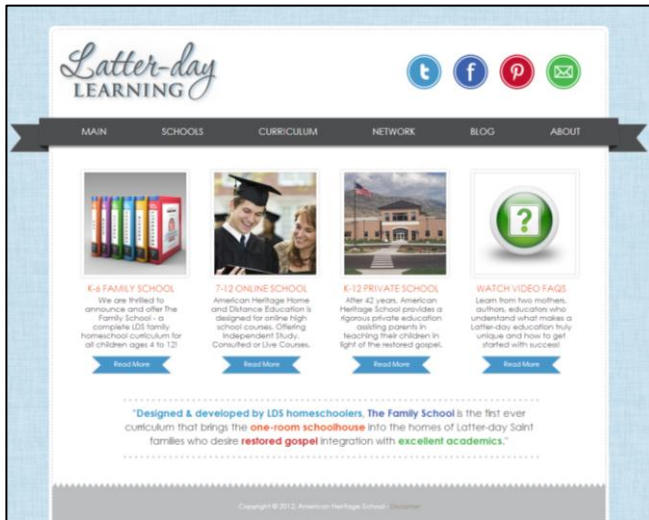 Latter-day
LEARNING
MAIN SCHOOLS CURRICULUM NETWORK BLOG ABOUT
K-6 FAMILY SCHOOL
We are thrilled to
announce and offer The
Family School - a
complete LDS family
homeschool curriculum for
all children ages 4 to 12!
Read More
7-12 ONLINE SCHOOL
American Heritage Home
and Distance Education is
designed for online high
school courses. Offering
Independent Study,
Consulted or Live Courses.
Read More
K-12 PRIVATE SCHOOL
After 42 years, American
Heritage School provides a
rigorous private education
assisting parents in
teaching their children in
light of the restored gospel.
Read More
WATCH VIDEO FAQS
Learn from two mothers,
authors, educators who
understand what makes a
Latter-day education truly
unique and how to get
started with success!
Read More
"Designed & developed by LDS homeschoolers, The Family School is the first ever
curriculum that brings the one-room schoolhouse into the homes of Latter-day Saint
families who desire restored gospel integration with excellent academics."
Copyright © 2012, American Heritage School - Disclaimer